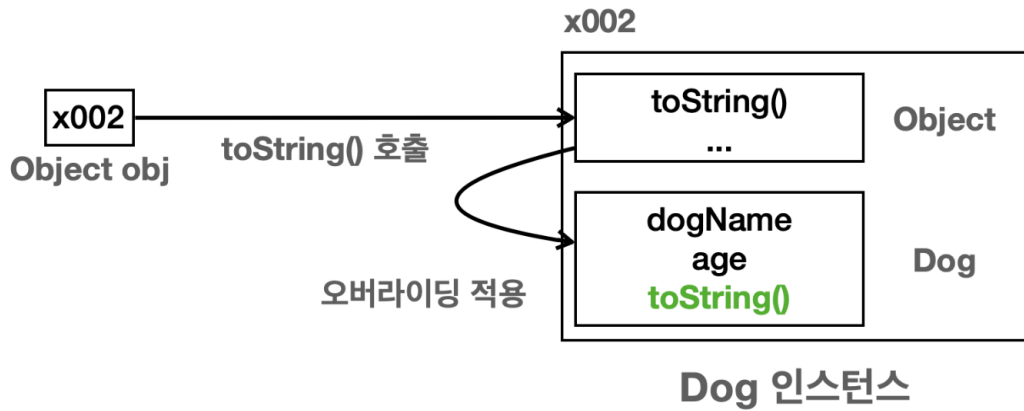 x002
x002
Object obj
toString() 호출
toString()
...
Object
오버라이딩 적용
dogName
age
toString()
Dog
Dog 인스턴스